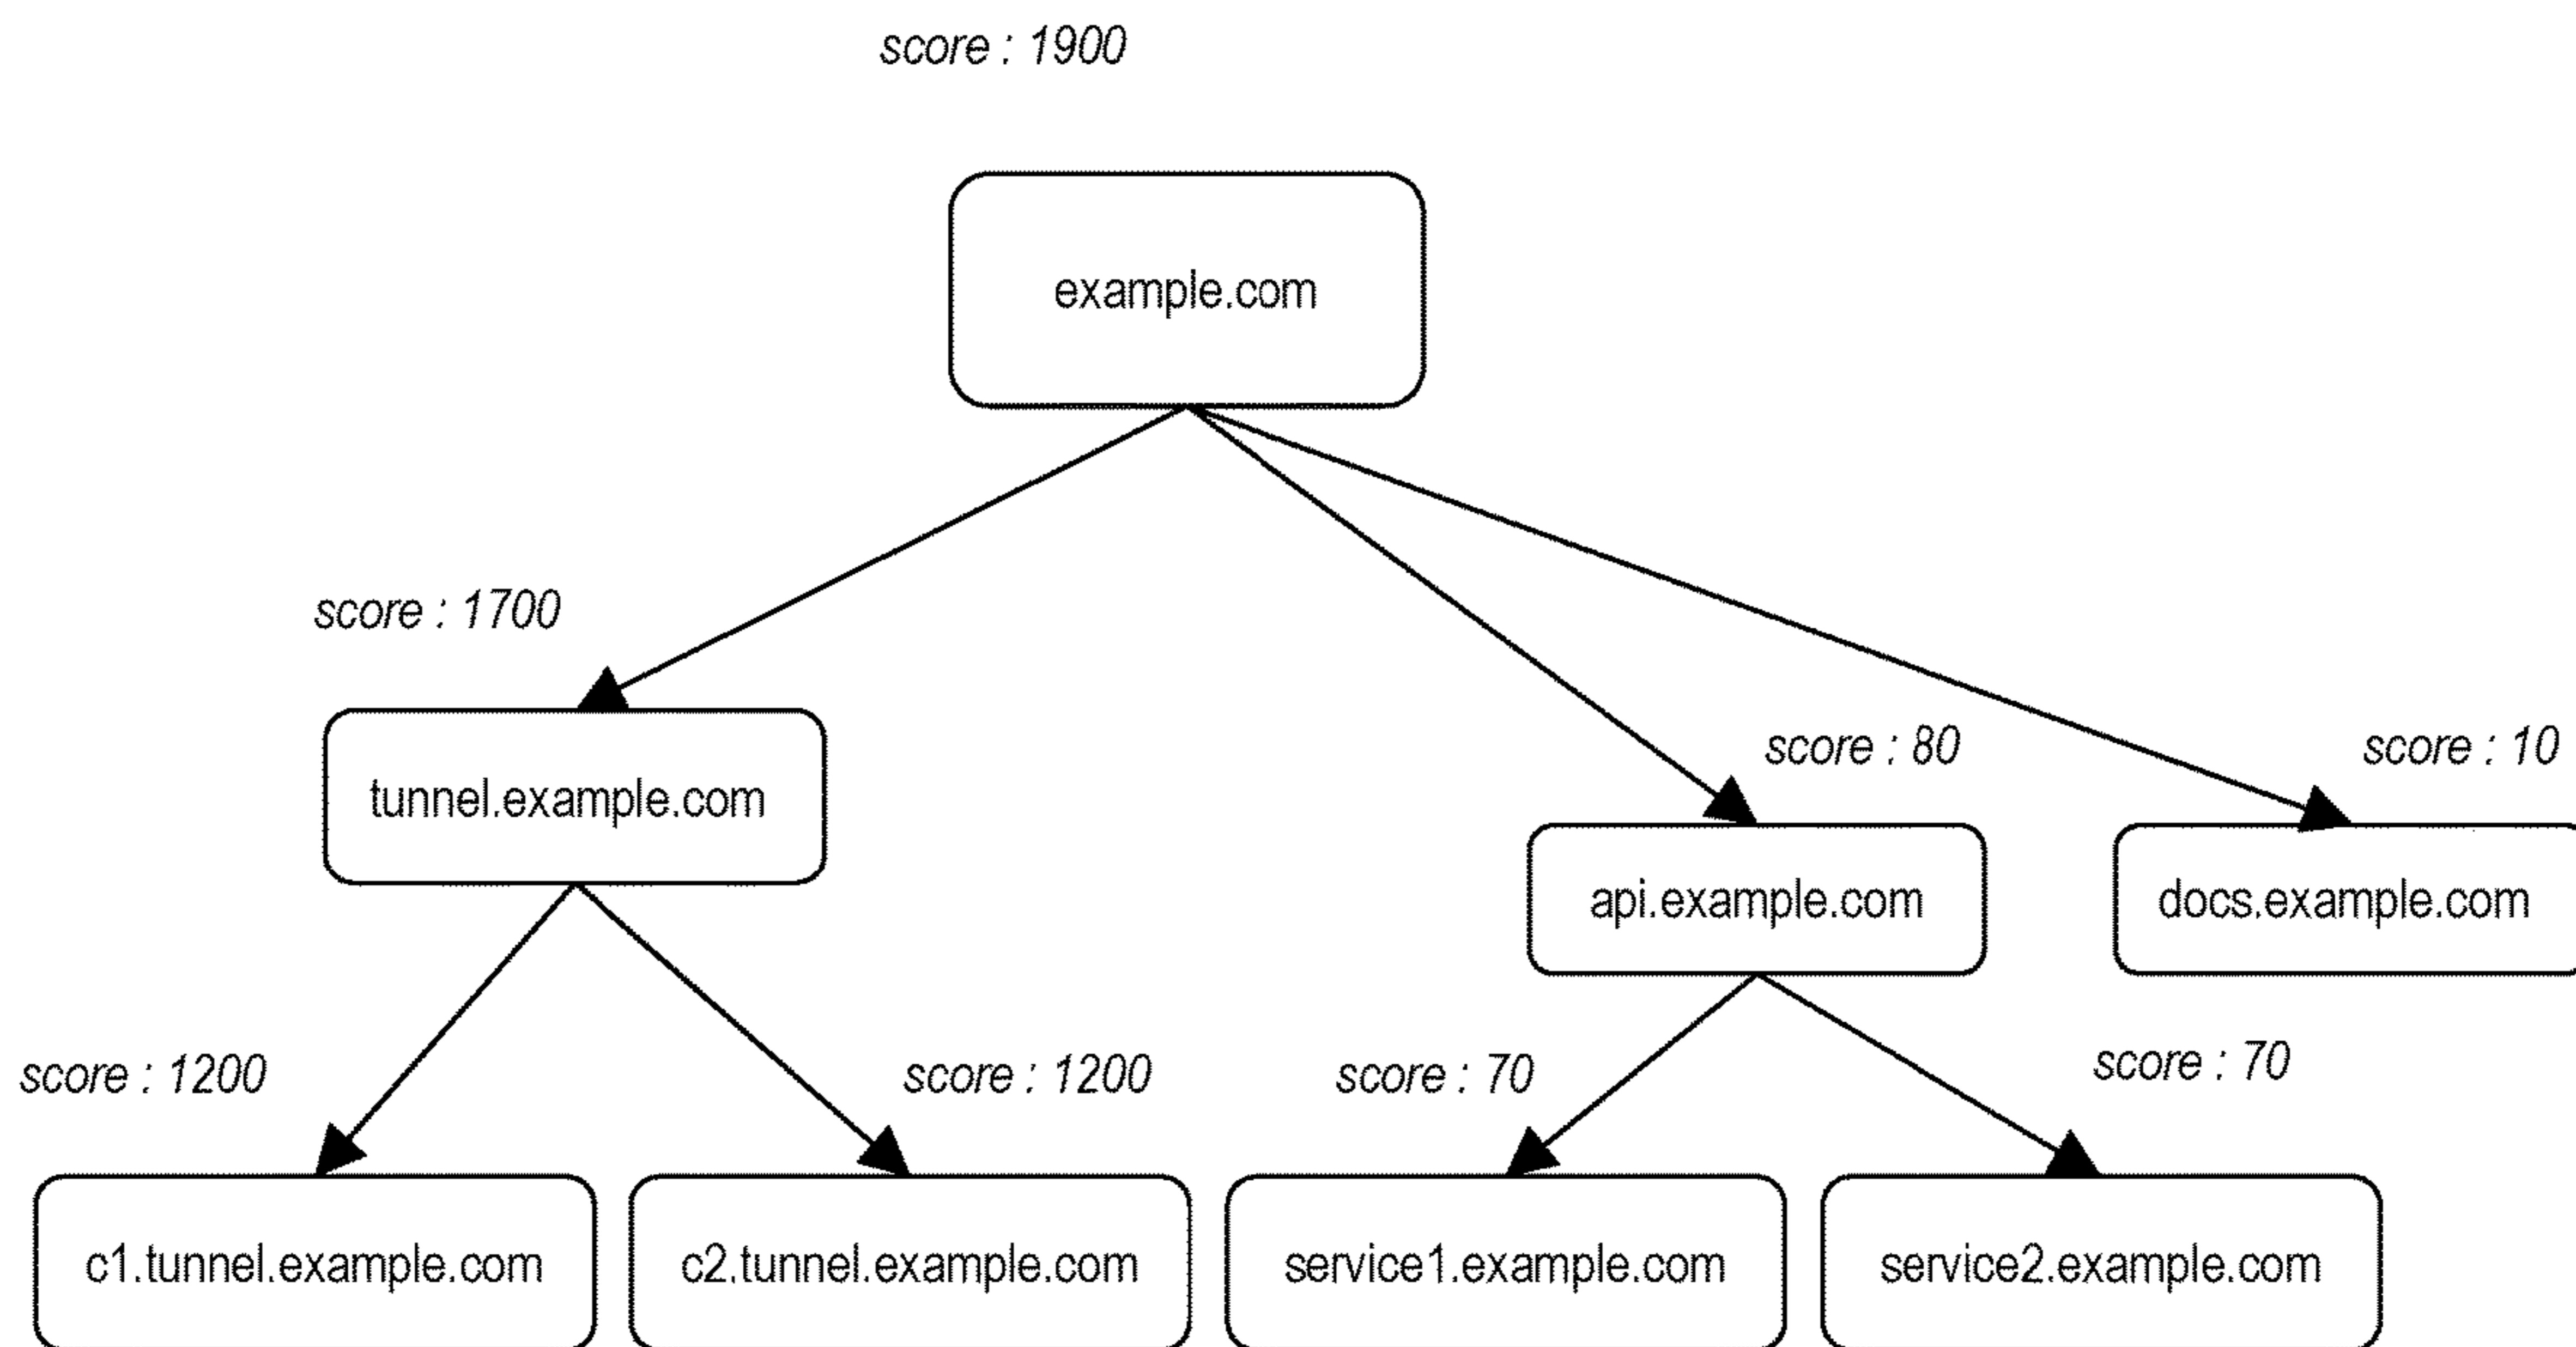 score : 1900
example.com
score : 1700
score : 80
score : 10
tunnel.example.com
api.example.com
docs.example.com
score : 1200
score : 1200
score : 70
score : 70
c1.tunnel.example.com
c2.tunnel.example.com
service1.example.com
service2.example.com